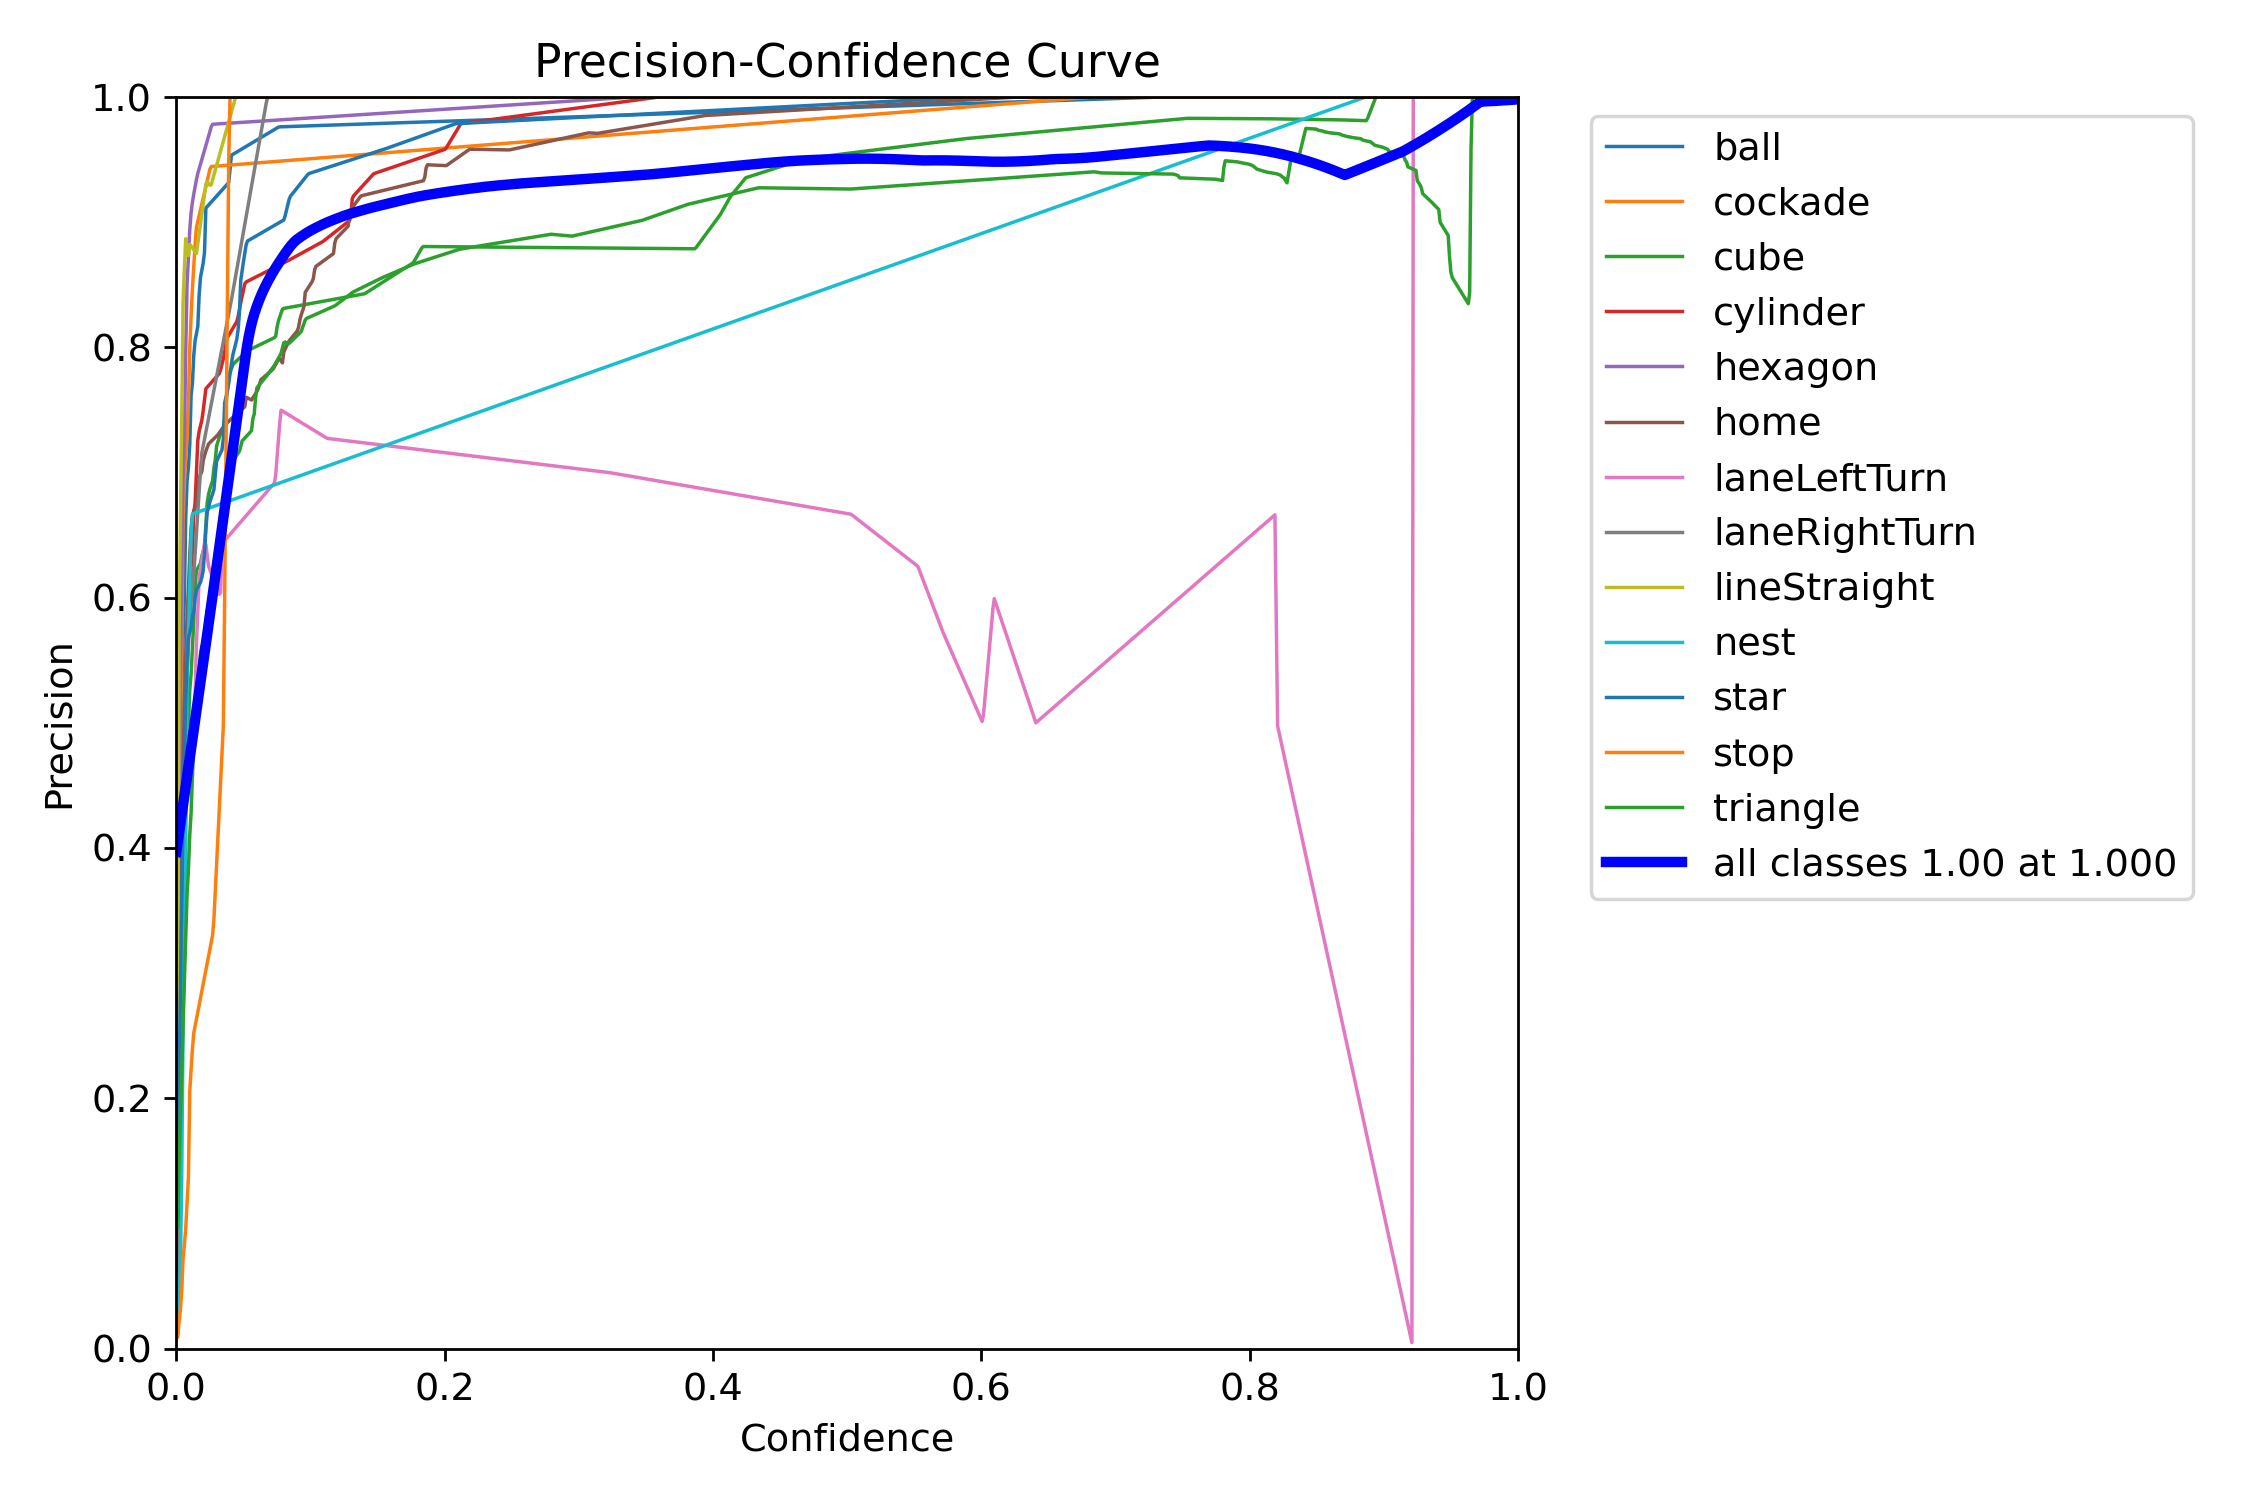 Precision-Confidence Curve
1.0
0.8
0.6
0.4
0.2
0.0
Precision
0.0 0.2 0.4 0.6 0.8 1.0
Confidence
ball
cockade
cube
cylinder
hexagon
home
laneLeftTurn
laneRightTurn
lineStraight
nest
star
stop
triangle
all classes 1.00 at 1.000